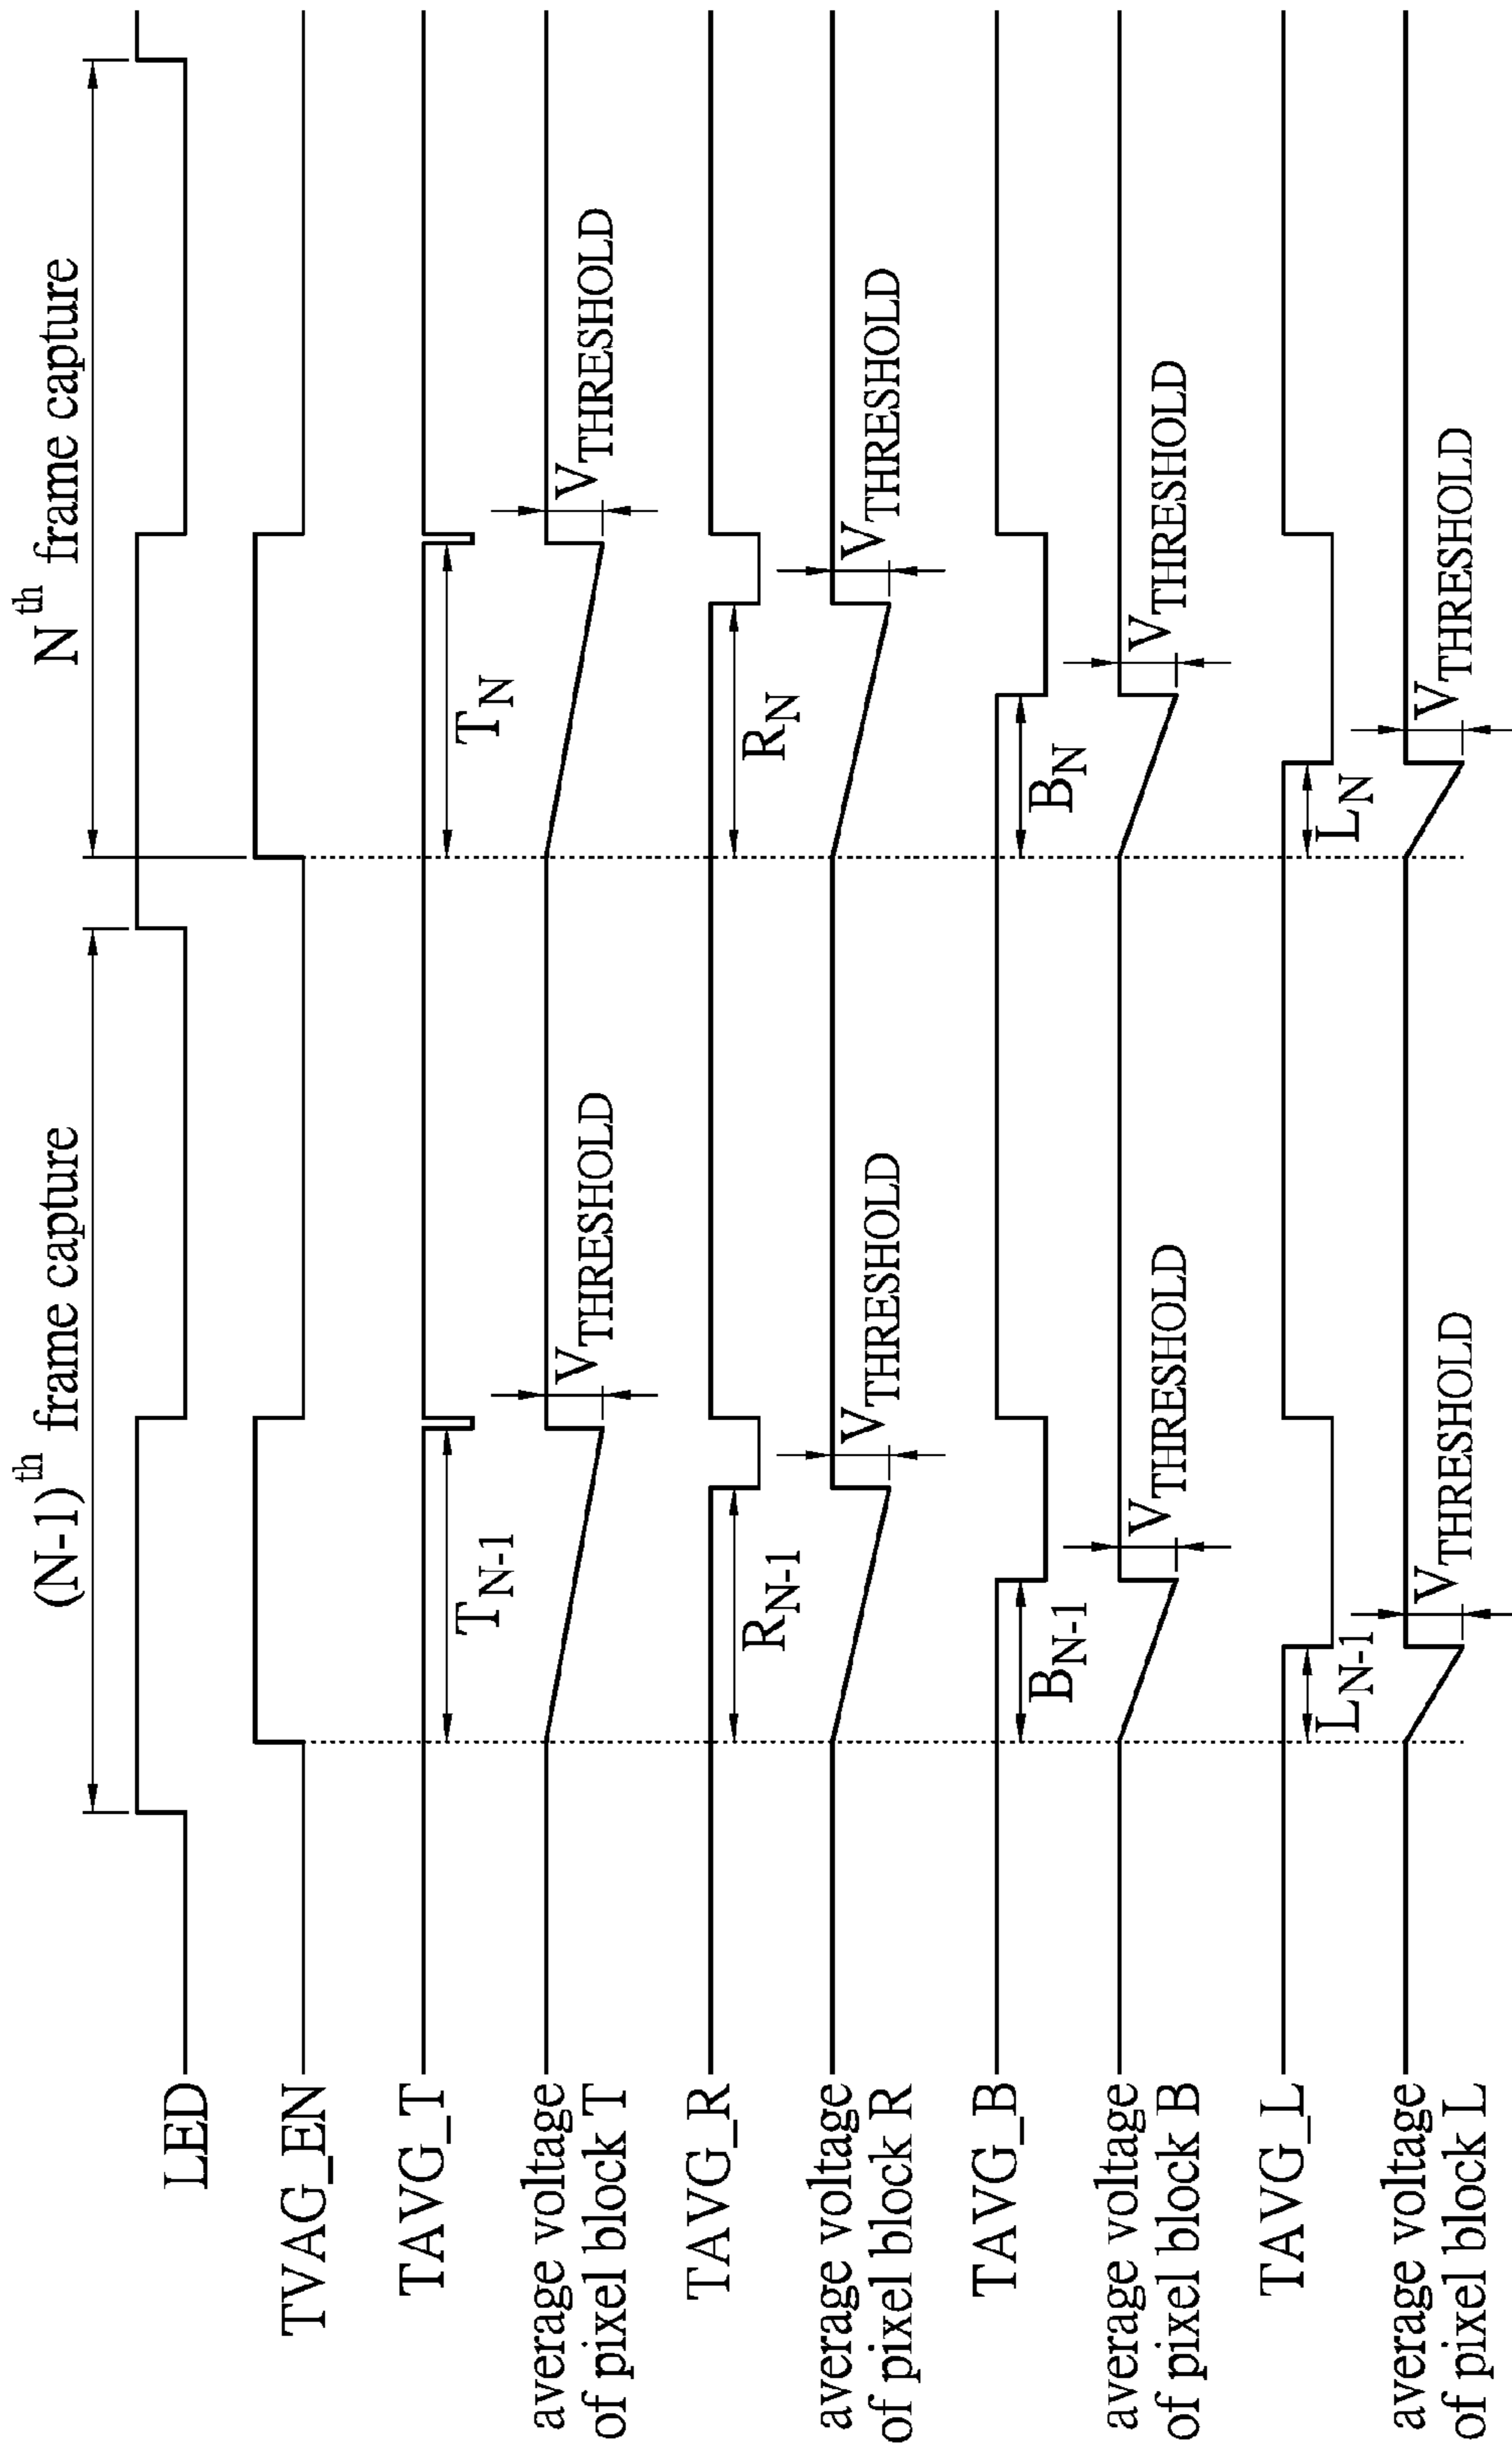 (N-1)th frame capture
Nth frame capture
LED
TVAG_EN
TAVG_T
TN-1
TN
average voltage
of pixel block T
VTHRESHOLD
VTHRESHOLD
TAVG_R
RN-1
RN
average voltage
of pixel block R
VTHRESHOLD
VTHRESHOLD
TAVG_B
BN-1
BN
average voltage
of pixel block B
VTHRESHOLD
VTHRESHOLD
TAVG_L
LN-1
LN
average voltage
of pixel block L
VTHRESHOLD
VTHRESHOLD